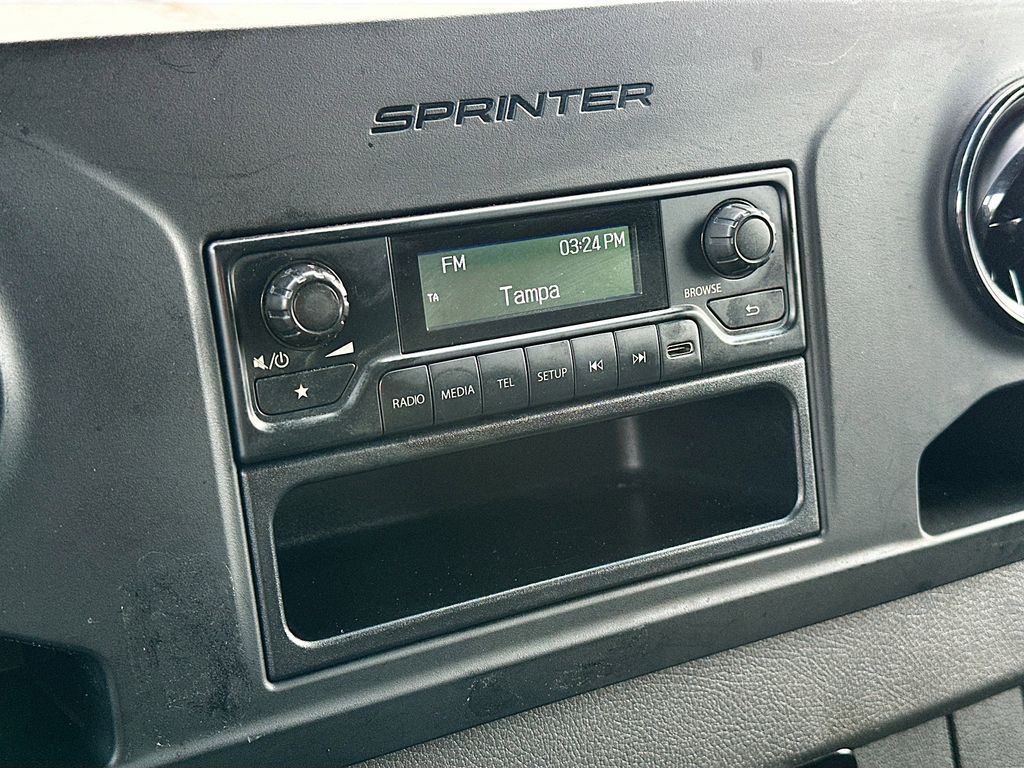 SPRINTER
03:24 PM
FM
TA
Tampa
BROWSE
RADIO
MEDIA
TEL
SETUP